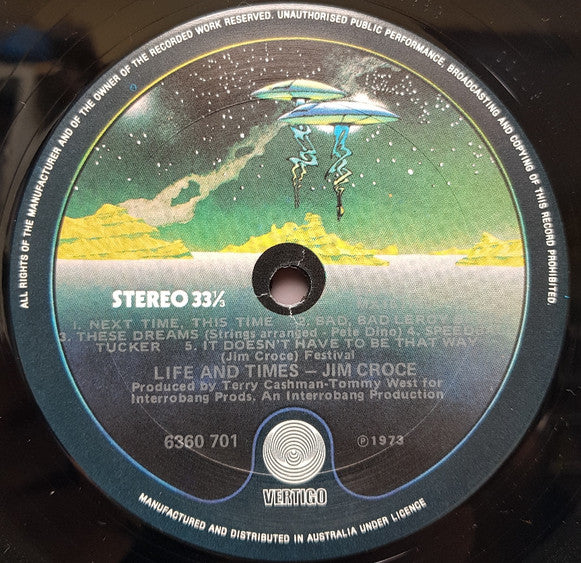 ALL RIGHTS OF THE MANUFACTURER AND OF THE OWNER OF THE RECORDED WORK RESERVED. UNAUTHORISED PUBLIC PERFORMANCE, BROADCASTING AND COPYING OF THIS RECORD PROHIBITED.
STEREO 33⅓
1. NEXT TIME, THIS TIME 2. BAD, BAD LEROY
3. THESE DREAMS (Strings arranged - Pete Dino) 4. SPEEDBALL
TUCKER 5. IT DOESN'T HAVE TO BE THAT WAY
(Jim Croce) Festival
LIFE AND TIMES — JIM CROCE
Produced by Terry Cashman-Tommy West for
Interrobang Prods. An Interrobang Production
6360 701 ℗ 1973
VERTIGO
MANUFACTURED AND DISTRIBUTED IN AUSTRALIA UNDER LICENCE